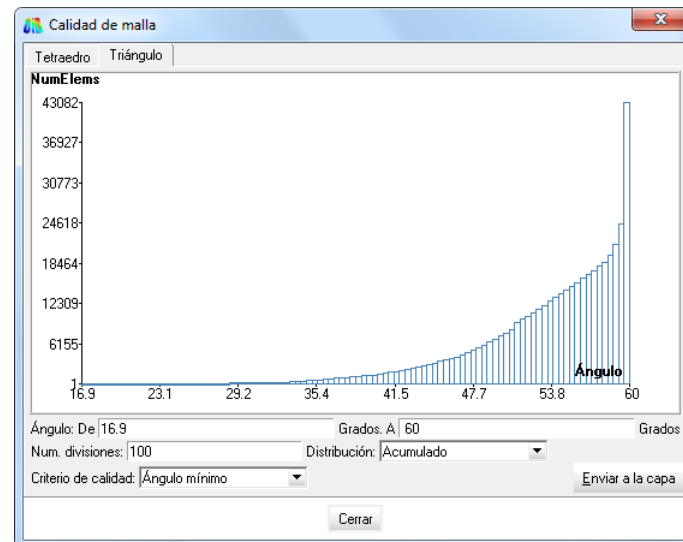 Calidad de malla
x
Tetraedro Triángulo
NumElems
43082
36927
30773
24618
18464
12309
6155
1
Ángulo
16.9 23.1 29.2 35.4 41.5 47.7 53.8 60
Ángulo: De 16.9 Grados. A 60 Grados
Num. divisiones: 100 Distribución: Acumulado
Criterio de calidad: Ángulo mínimo Enviar a la capa
Cerrar